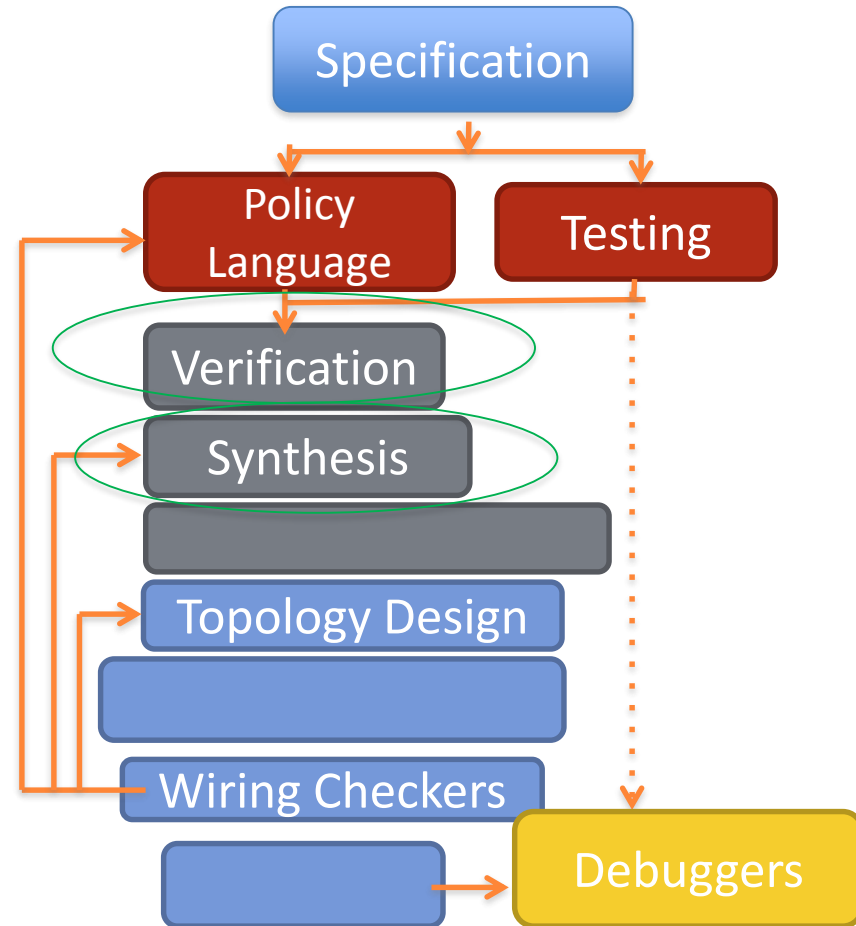 Specification
Policy
Language
Testing
Verification
Synthesis
Topology Design
Wiring Checkers
Debuggers